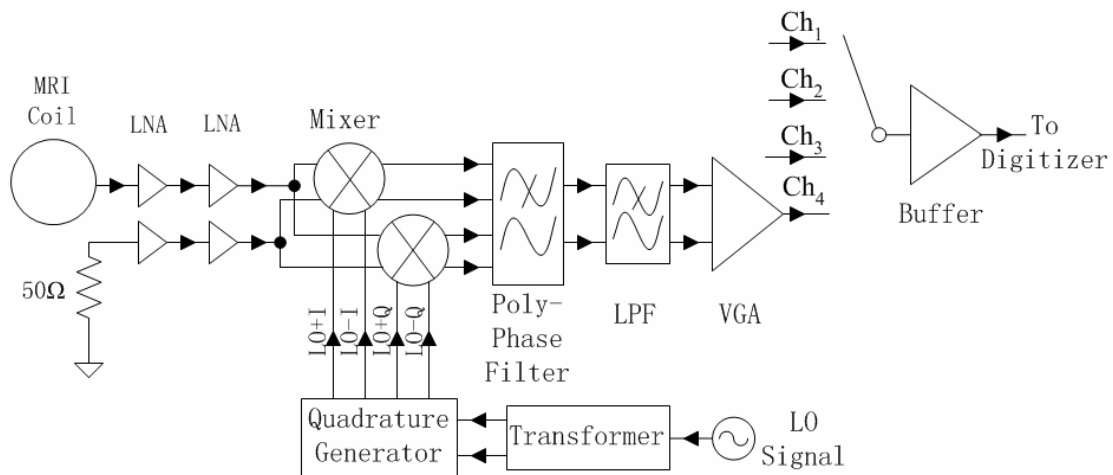 MRI
Coil
LNA
LNA
Mixer
Ch1
Ch2
Ch3
Ch4
To
Digitizer
Buffer
50Ω
LO+I
LO-I
LO+Q
LO-Q
Poly-
Phase
Filter
LPF
VGA
Quadrature
Generator
Transformer
LO
Signal